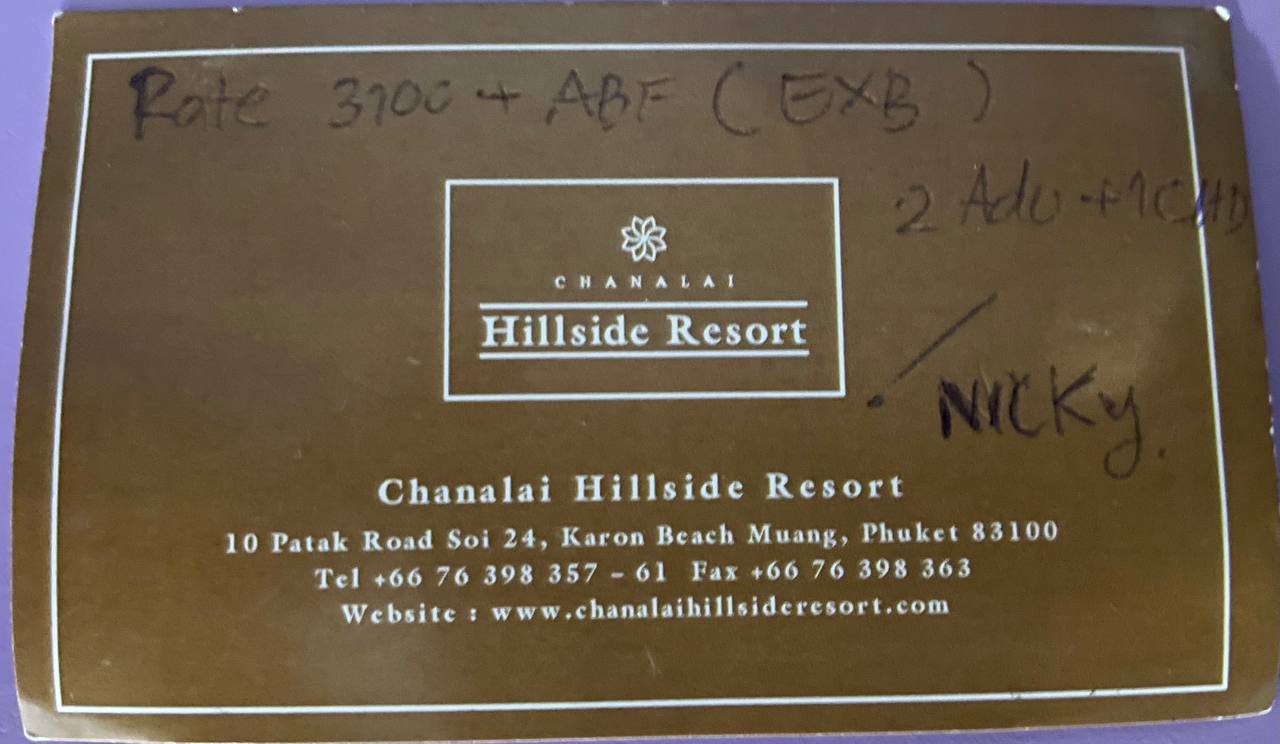 Rate 3100 + ABF ( EXB )
2 Adu + 1 CHD
NICKy.
CHANALAI
Hillside Resort
Chanalai Hillside Resort
10 Patak Road Soi 24, Karon Beach Muang, Phuket 83100
Tel +66 76 398 357 - 61 Fax +66 76 398 363
Website : www.chanalaihillsideresort.com